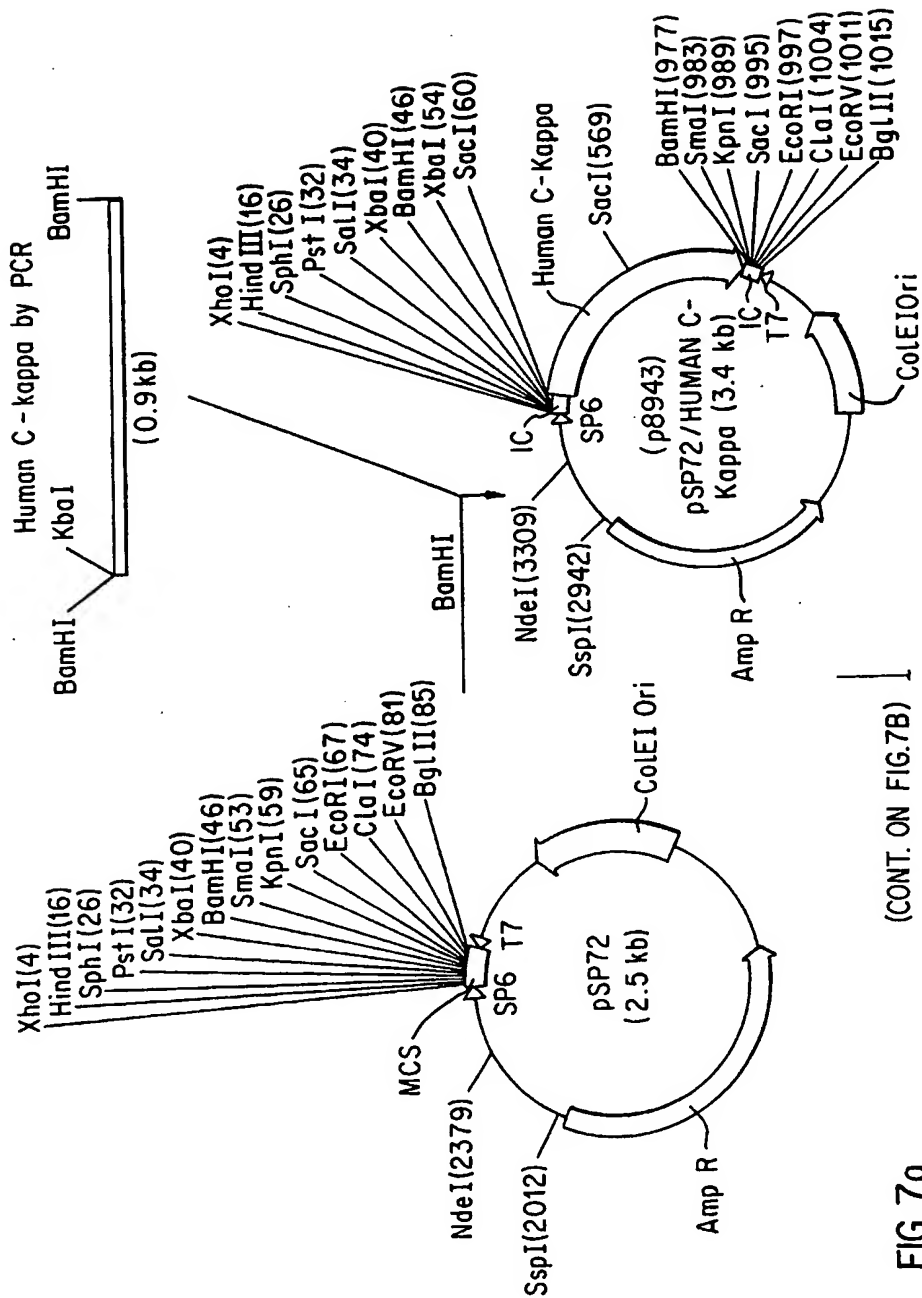 Human C-kappa by PCR
BamHI
KbaI
BamHI
(0.9kb)
BamHI
XhoI(4)
HindIII(16)
SphI(26)
PstI(32)
SalI(34)
XbaI(40)
BamHI(46)
SmaI(53)
KpnI(59)
SacI(65)
EcoRI(67)
ClaI(74)
EcoRV(81)
BglII(85)
MCS
SP6
T7
NdeI(2379)
SspI(2012)
pSP72
(2.5 kb)
ColEI Ori
Amp R
XhoI(4)
HindIII(16)
SphI(26)
Pst I(32)
SalI(34)
XbaI(40)
BamHI(46)
XbaI (54)
SacI(60)
Human C-Kappa
SacI(569)
IC
SP6
NdeI(3309)
SspI(2942)
(p8943)
pSP72/HUMAN C-
Kappa (3.4 kb)
IC
T7
BamHI(977)
SmaI(983)
KpnI(989)
SacI (995)
EcoRI(997)
ClaI(1004)
EcoRV(1011)
BglII(1015)
Amp R
ColEIOri
(CONT. ON FIG.7B)
FIG.7a